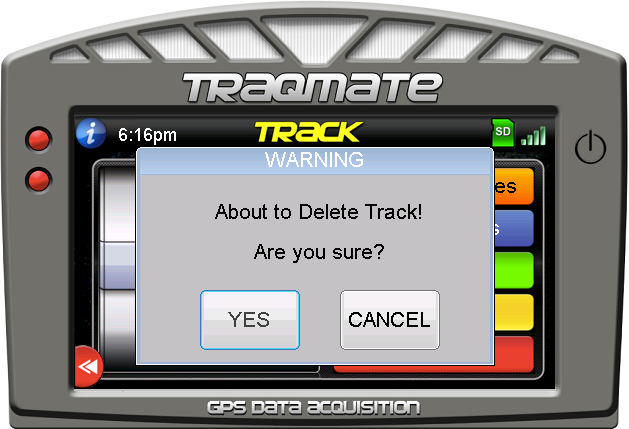 TRAQMATE
6:16pm
TRACK
SD
WARNING
es
About to Delete Track!
s
Are you sure?
YES
CANCEL
GPS DATA ACQUISITION